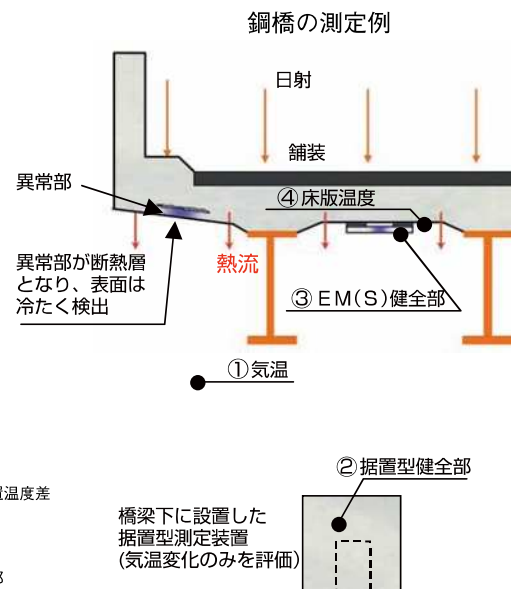 鋼橋の測定例
日射
舗装
異常部
④床版温度
異常部が断熱層
となり、表面は
冷たく検出
熱流
③EM(S)健全部
①気温
②据置型健全部
温度差
橋梁下に設置した
据置型測定装置
(気温変化のみを評価)